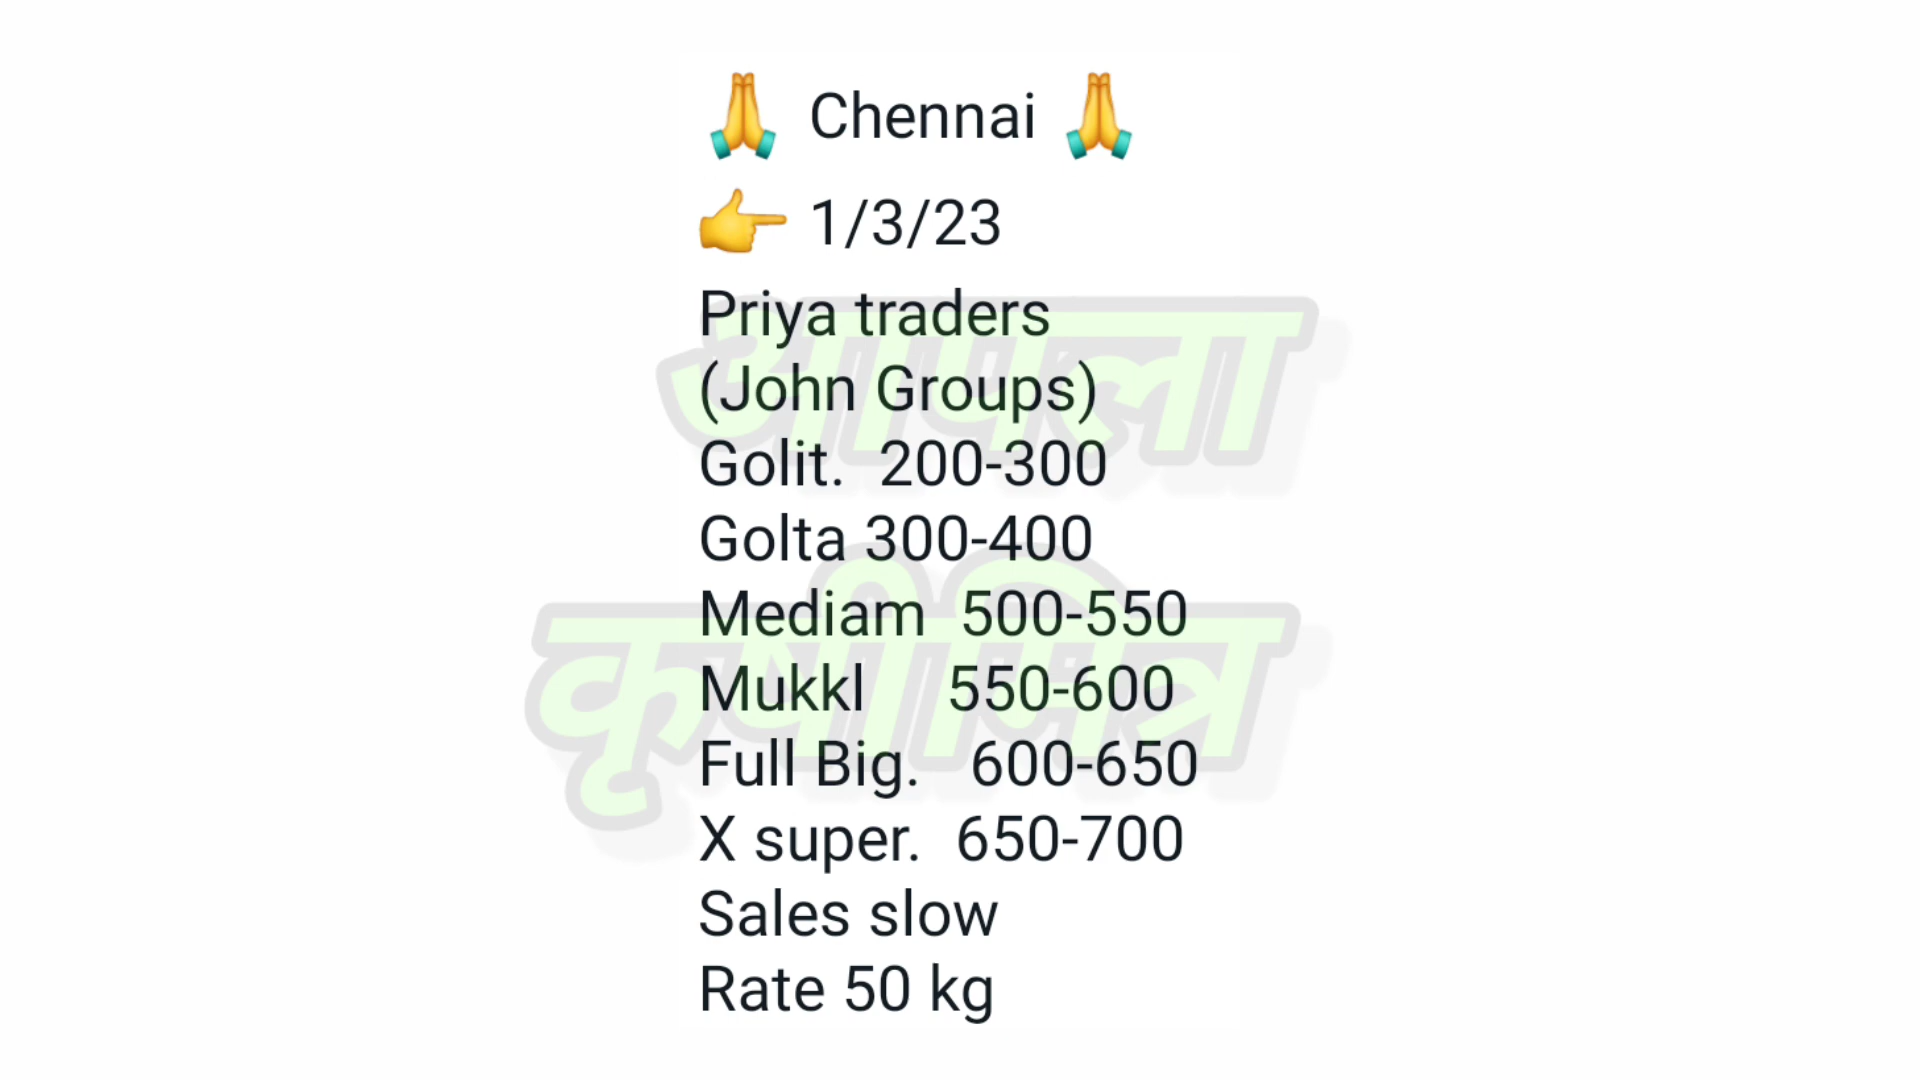 🙏 Chennai 🙏
👉 1/3/23
Priya traders
(John Groups)
Golit.  200-300
Golta 300-400
Mediam  500-550
Mukkl    550-600
Full Big.   600-650
X super.  650-700
Sales slow
Rate 50 kg
आपला
कृषीमित्र